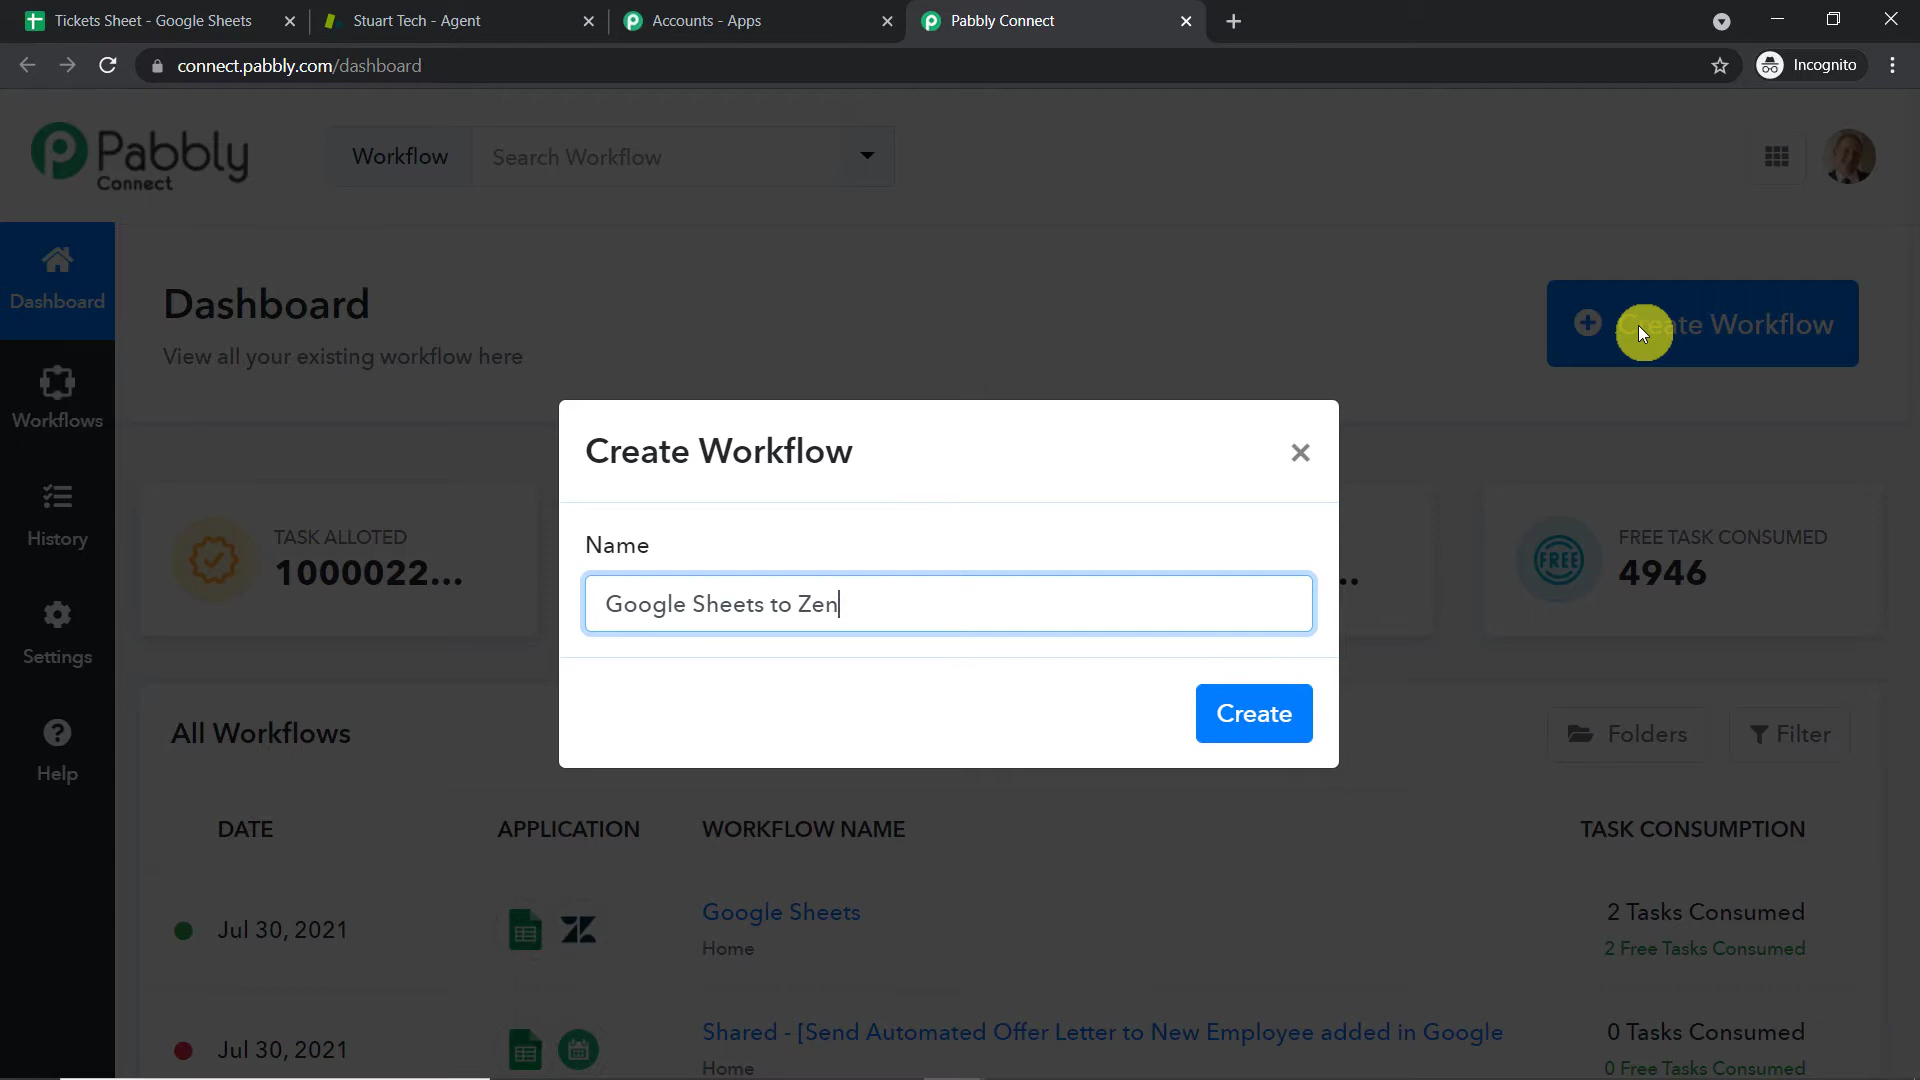 Tickets Sheet - Google Sheets
Stuart Tech - Agent
Accounts - Apps
Pabbly Connect
connect.pabbly.com/dashboard
Incognito
Pabbly
Connect
Workflow
Search Workflow
Dashboard
Workflows
History
Settings
Help
Dashboard
View all your existing workflow here
Create Workflow
Create Workflow
Name
Google Sheets to Zen
Create
TASK ALLOTED
1000022...
..
FREE
FREE TASK CONSUMED
4946
All Workflows
Folders
Filter
DATE
APPLICATION
WORKFLOW NAME
TASK CONSUMPTION
Jul 30, 2021
Google Sheets
Home
2 Tasks Consumed
2 Free Tasks Consumed
Jul 30, 2021
Shared - [Send Automated Offer Letter to New Employee added in Google
Home
0 Tasks Consumed
0 Free Tasks Consumed